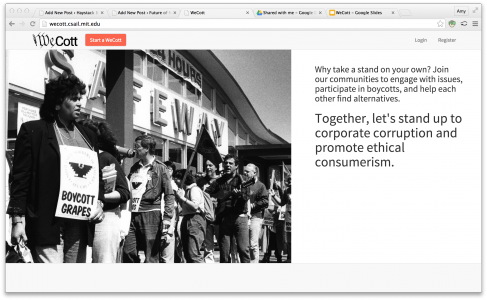 Add New Post ‹ Haystack
Add New Post ‹ Future of
WeCott
Shared with me - Google
WeCott - Google Slides
Amy
wecott.csail.mit.edu
WeCott
Start a WeCott
Login
Register
HOURS
EWAY
BOYCOTT
GRAPES
Why take a stand on your own? Join
our communities to engage with issues,
participate in boycotts, and help each
other find alternatives.
Together, let's stand up to
corporate corruption and
promote ethical
consumerism.